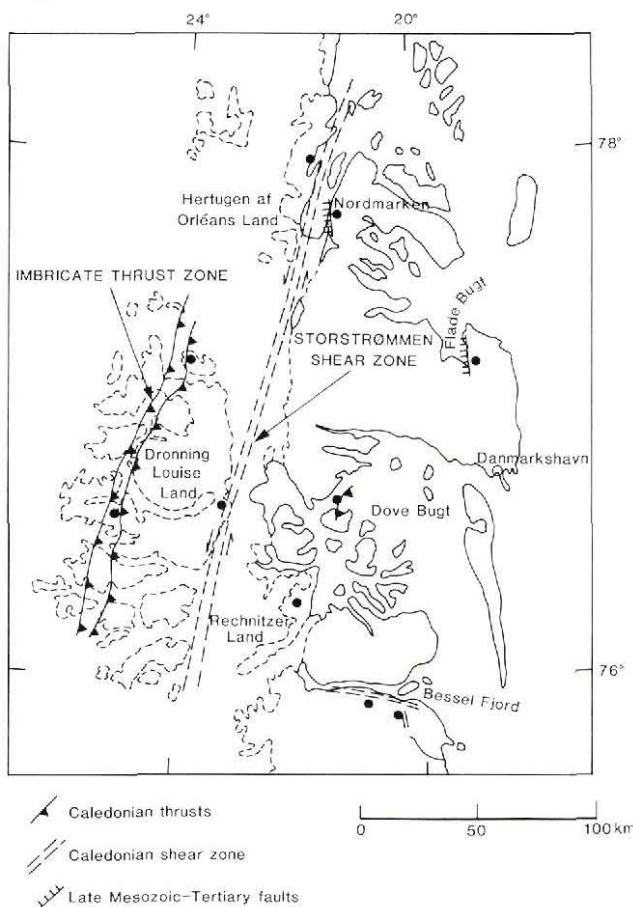 24°
20°
78°
Hertugen af
Orléans Land
Nordmarken
IMBRICATE THRUST ZONE
Flade Bugt
STORSTRØMMEN
SHEAR ZONE
Danmarkshavn
Dronning
Louise
Land
Dove Bugt
Rechnitzer
Land
76°
Bessel Fjord
Caledonian thrusts
0 50 100 km
Caledonian shear zone
Late Mesozoic-Tertiary faults